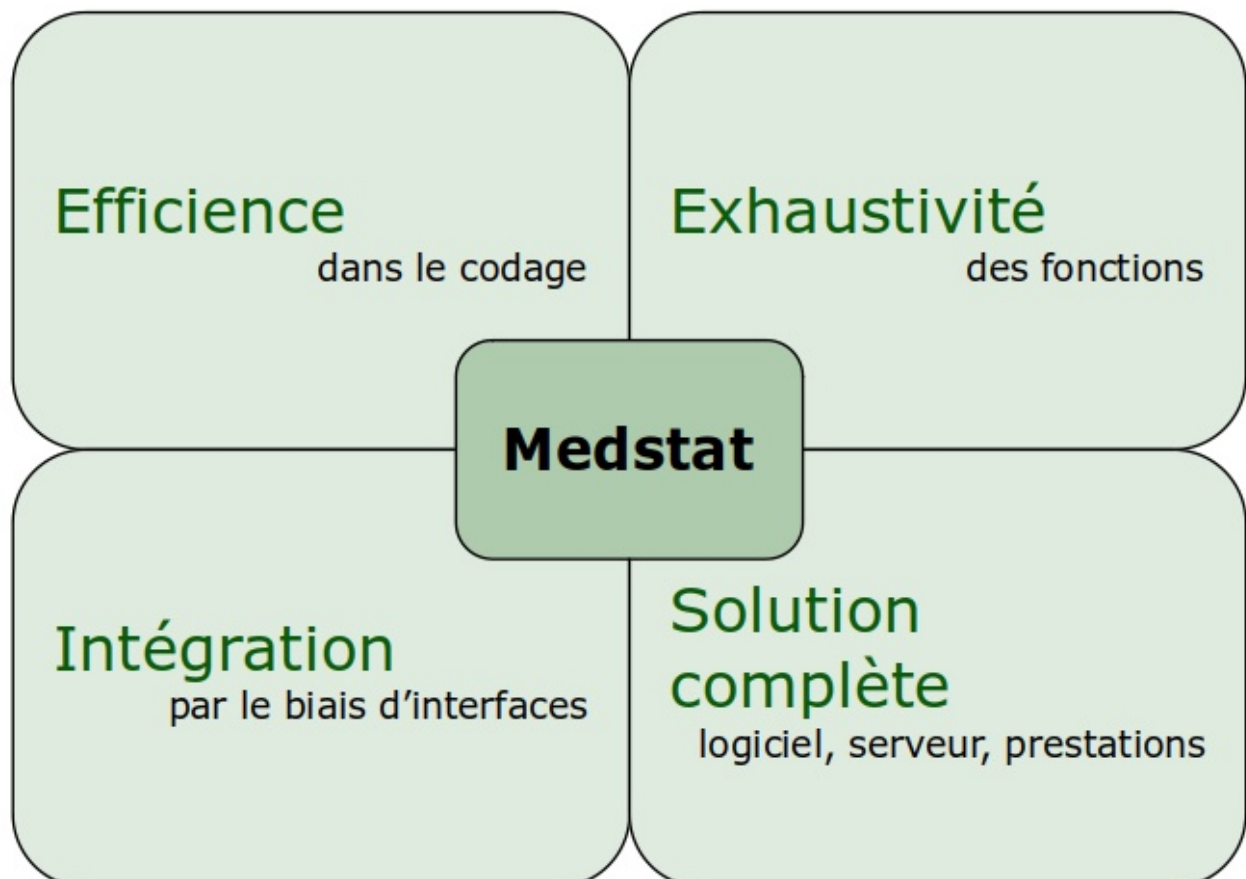 Efficience
dans le codage
Exhaustivité
des fonctions
Medstat
Intégration
par le biais d’interfaces
Solution
complète
logiciel, serveur, prestations